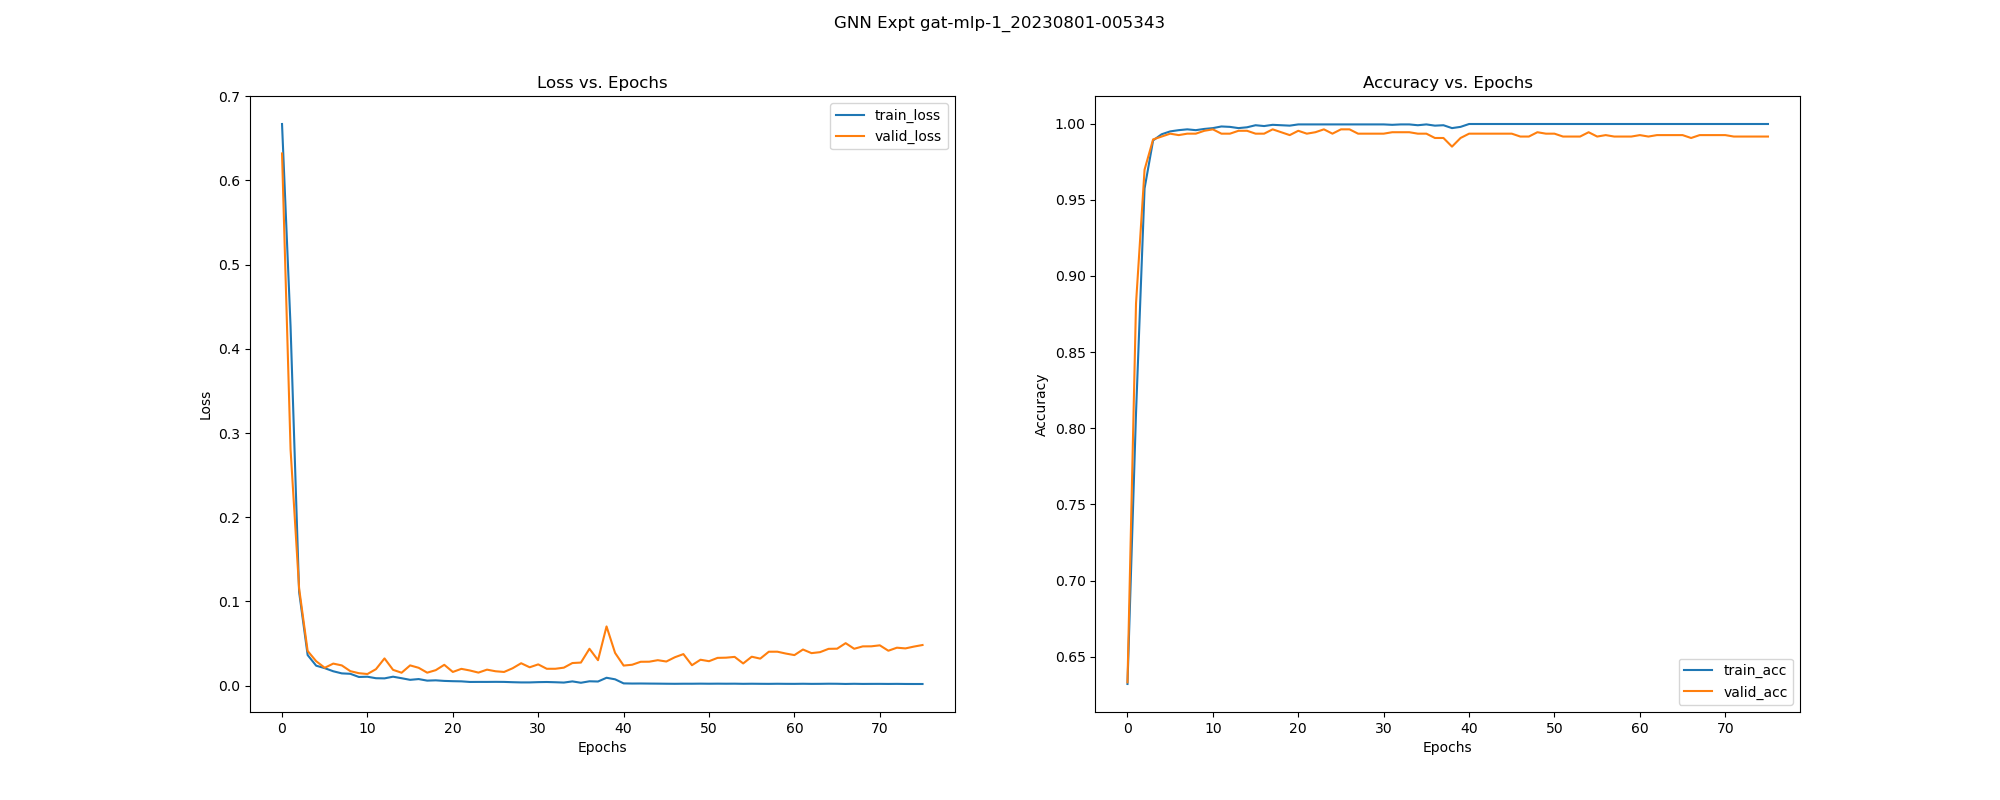 GNN Expt gat-mlp-1_20230801-005343
Loss vs. Epochs
0.7
0.6
0.5
0.4
0.3
0.2
0.1
0.0
Loss
train_loss
valid_loss
0 10 20 30 40 50 60 70
Epochs
Accuracy vs. Epochs
1.00
0.95
0.90
0.85
0.80
0.75
0.70
0.65
Accuracy
train_acc
valid_acc
0 10 20 30 40 50 60 70
Epochs